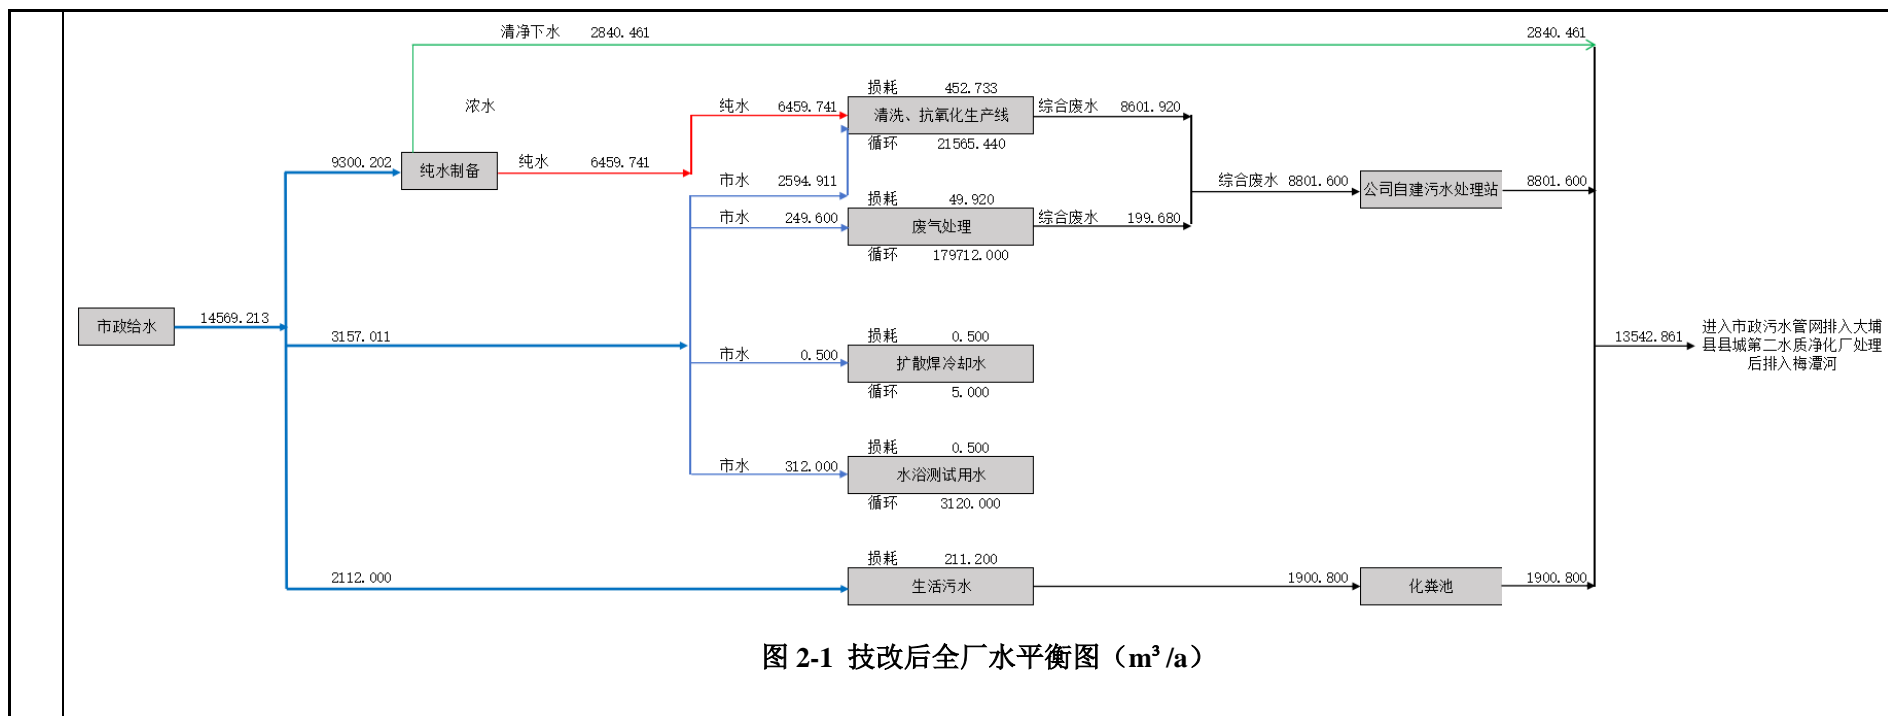 清净下水 2840.461 2840.461
损耗 452.733
浓水 纯水 6459.741 清洗、抗氧化生产线 综合废水 8601.920
循环 21565.440
9300.202 纯水制备 纯水 6459.741
市水 2594.911 综合废水 8801.600 公司自建污水处理站 8801.600
损耗 49.920
市水 249.600 废气处理 综合废水 199.680
循环 179712.000
市政给水 14569.213
3157.011
损耗 0.500
市水 0.500 扩散焊冷却水
循环 5.000
13542.861
进入市政污水管网排入大埔
县县城第二水质净化厂处理
后排入梅潭河
损耗 0.500
市水 312.000 水浴测试用水
循环 3120.000
损耗 211.200
2112.000 生活污水 1900.800 化粪池 1900.800
图 2-1 技改后全厂水平衡图（m³/a）